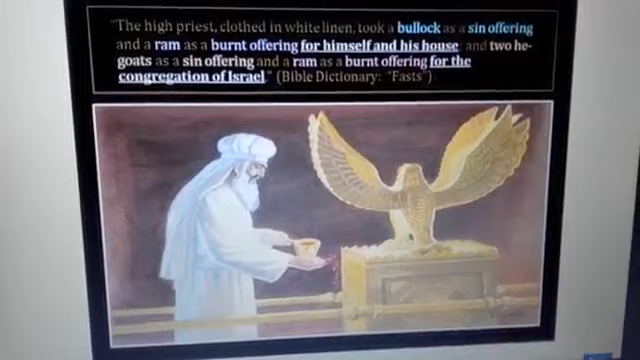 "The high priest, clothed in white linen, took a bullock as a sin offering
and a ram as a burnt offering for himself and his house, and two he-
goats as a sin offering and a ram as a burnt offering for the
congregation of Israel." (Bible Dictionary: "Fasts")